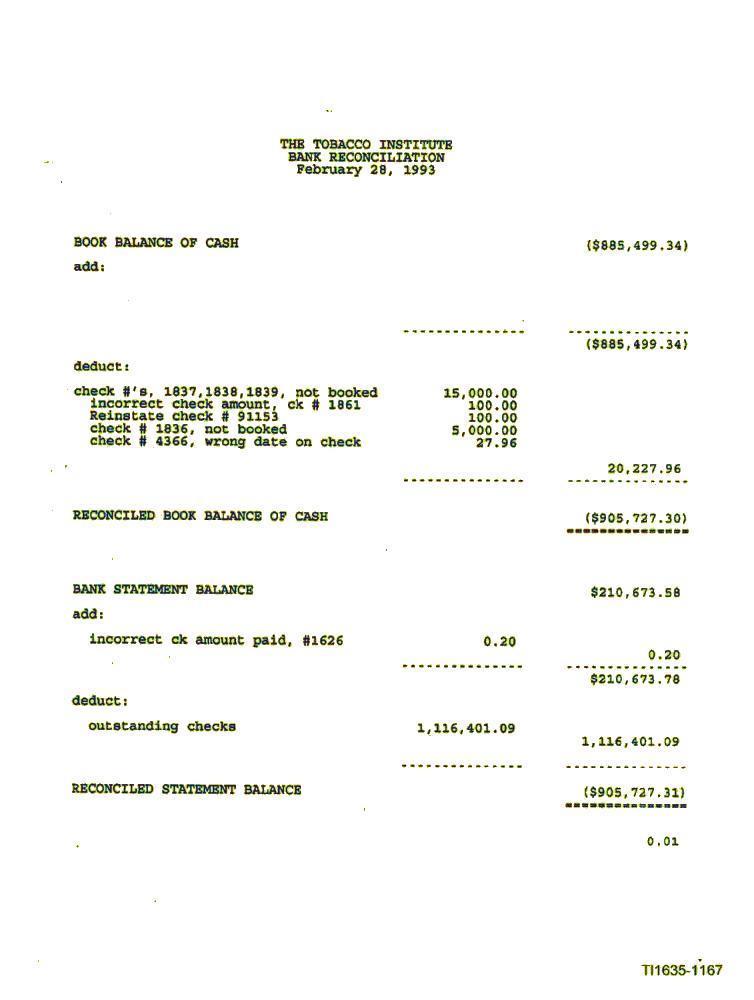 THE TOBACCO INSTITUTE
BANK RECONCILIATION
February 28, 1993
BOOK BALANCE OF CASH ($885,499.34)
add:
--------------- ---------------
($885,499.34)
deduct:
check #'s, 1837,1838,1839, not booked 15,000.00
incorrect check amount, ck # 1861 100.00
Reinstate check # 91153 100.00
check # 1836, not booked 5,000.00
check # 4366, wrong date on check 27.96
20,227.96
--------------- ---------------
RECONCILED BOOK BALANCE OF CASH ($905,727.30)
===============
BANK STATEMENT BALANCE $210,673.58
add:
incorrect ck amount paid, #1626 0.20
0.20
--------------- ---------------
$210,673.78
deduct:
outstanding checks 1,116,401.09
1,116,401.09
--------------- ---------------
RECONCILED STATEMENT BALANCE ($905,727.31)
===============
0.01
TI1635-1167